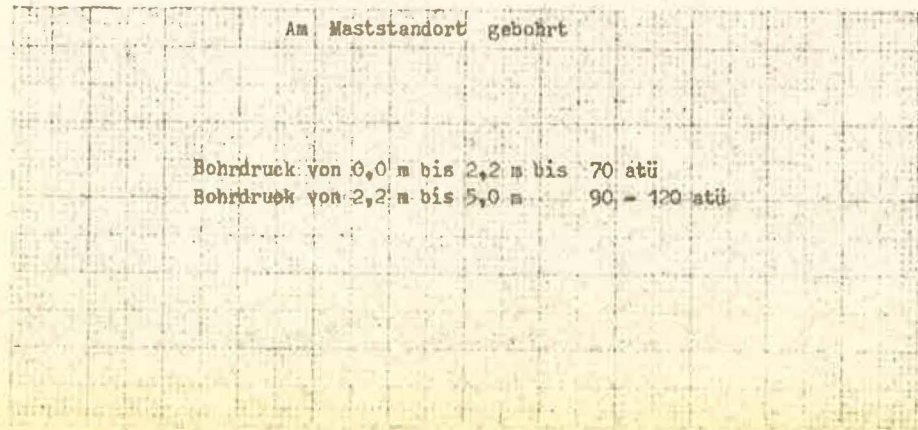 Am Maststandort gebohrt
Bohrdruck von 0,0 m bis 2,2 m bis 70 atü
Bohrdruck von 2,2 m bis 5,0 m 90 - 120 atü